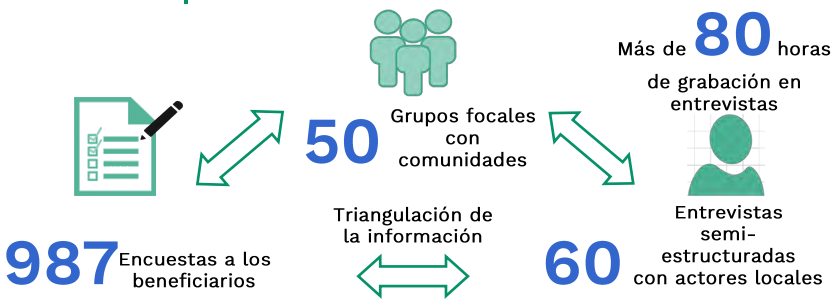 Más de 80 horas
de grabación en
entrevistas
50 Grupos focales
con
comunidades
Triangulación de
la información
987 Encuestas a los
beneficiarios
60 Entrevistas
semi-
estructuradas
con actores locales